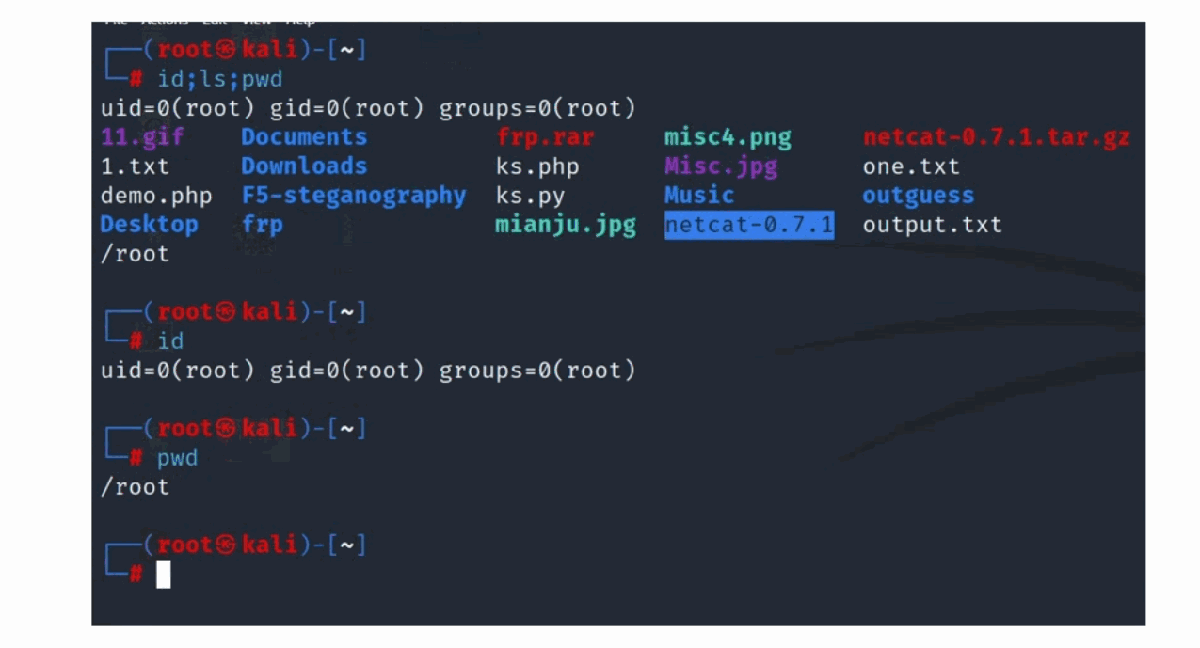 ┌──(root㉿kali)-[~]
└─# id;ls;pwd
uid=0(root) gid=0(root) groups=0(root)
11.gif Documents frp.rar misc4.png netcat-0.7.1.tar.gz
1.txt Downloads ks.php Misc.jpg one.txt
demo.php F5-steganography ks.py Music outguess
Desktop frp mianju.jpg netcat-0.7.1 output.txt
/root
┌──(root㉿kali)-[~]
└─# id
uid=0(root) gid=0(root) groups=0(root)
┌──(root㉿kali)-[~]
└─# pwd
/root
┌──(root㉿kali)-[~]
└─#